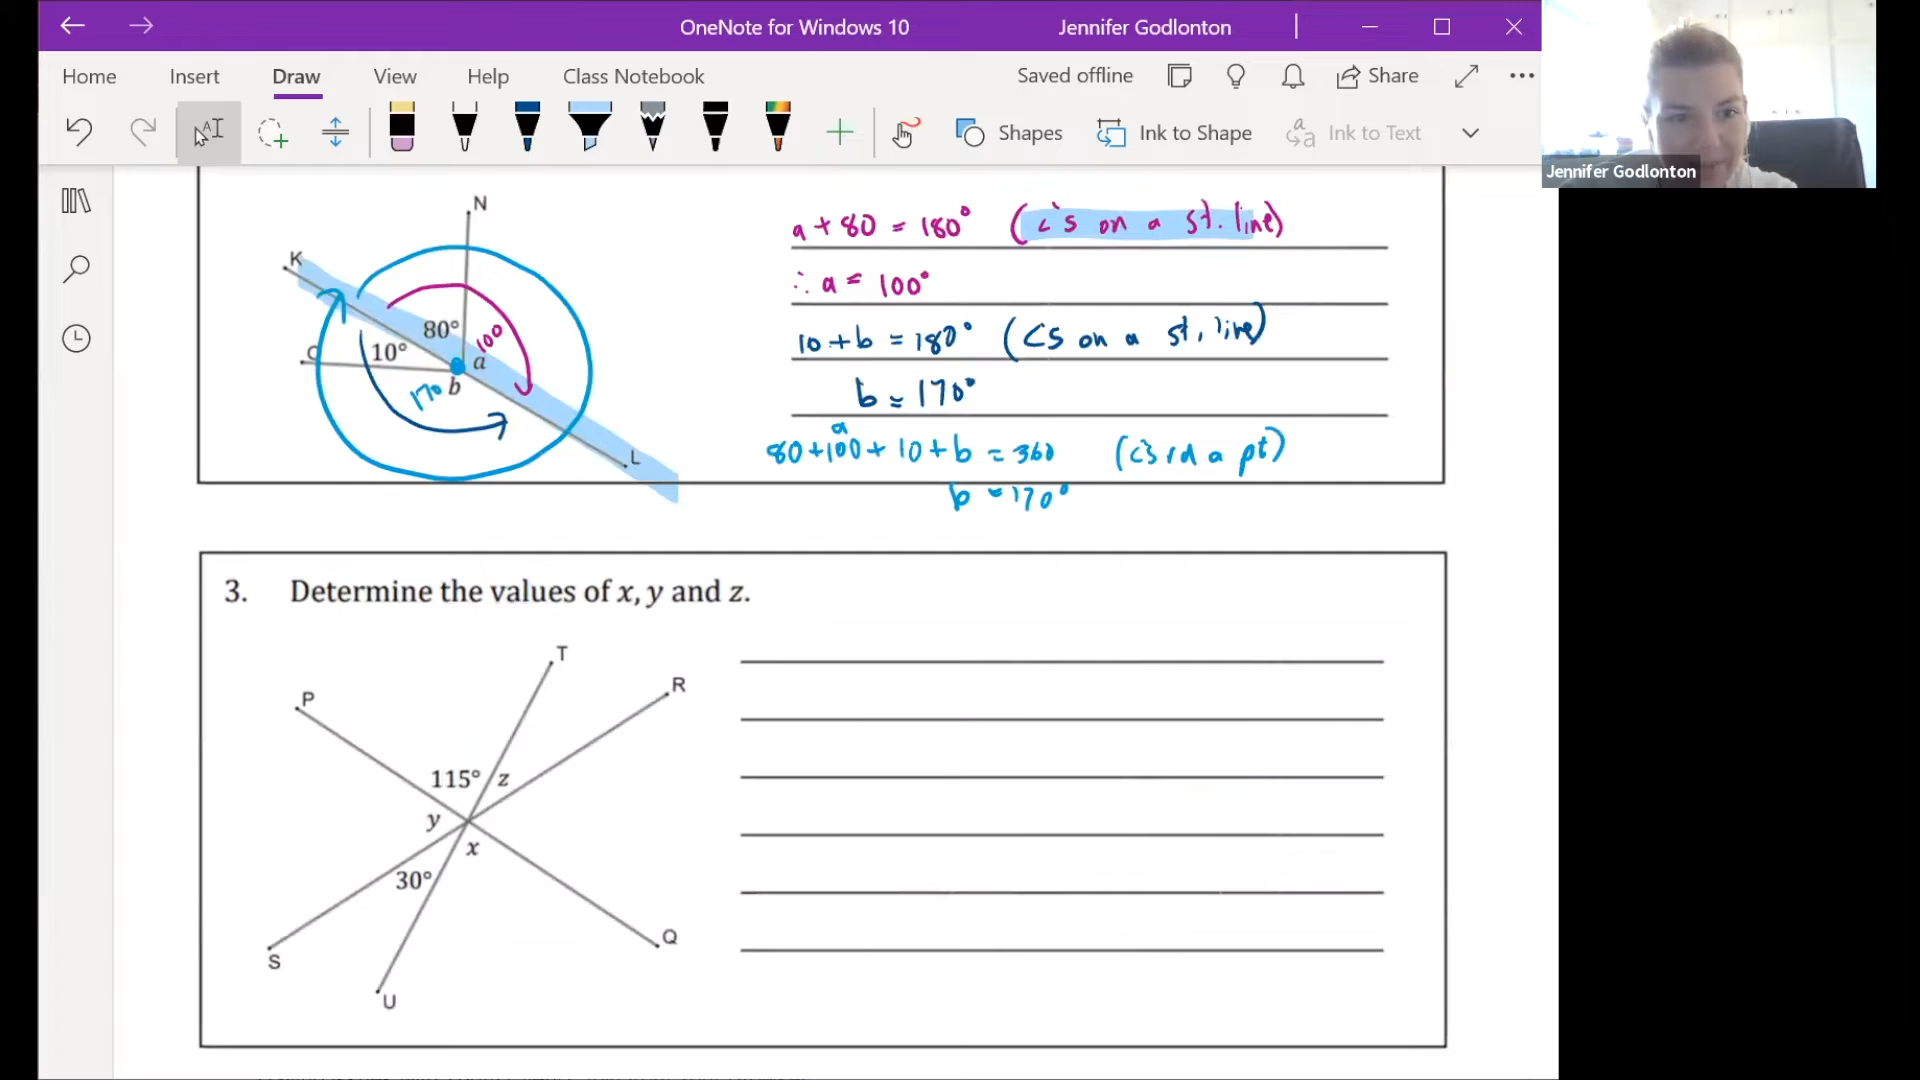 OneNote for Windows 10
Jennifer Godlonton
Home Insert Draw View Help Class Notebook
Saved offline Share
Shapes Ink to Shape Ink to Text
Jennifer Godlonton
N
K
80°
100°
10°
a
170
b
L
a + 80 = 180° (<'s on a st. line)
∴ a = 100°
10 + b = 180° (<s on a st. line)
b = 170°
a
80+100+ 10+b = 360 (<'s rd a pt)
b = 170°
3. Determine the values of x, y and z.
T
R
P
115° z
y
x
30°
Q
S
U